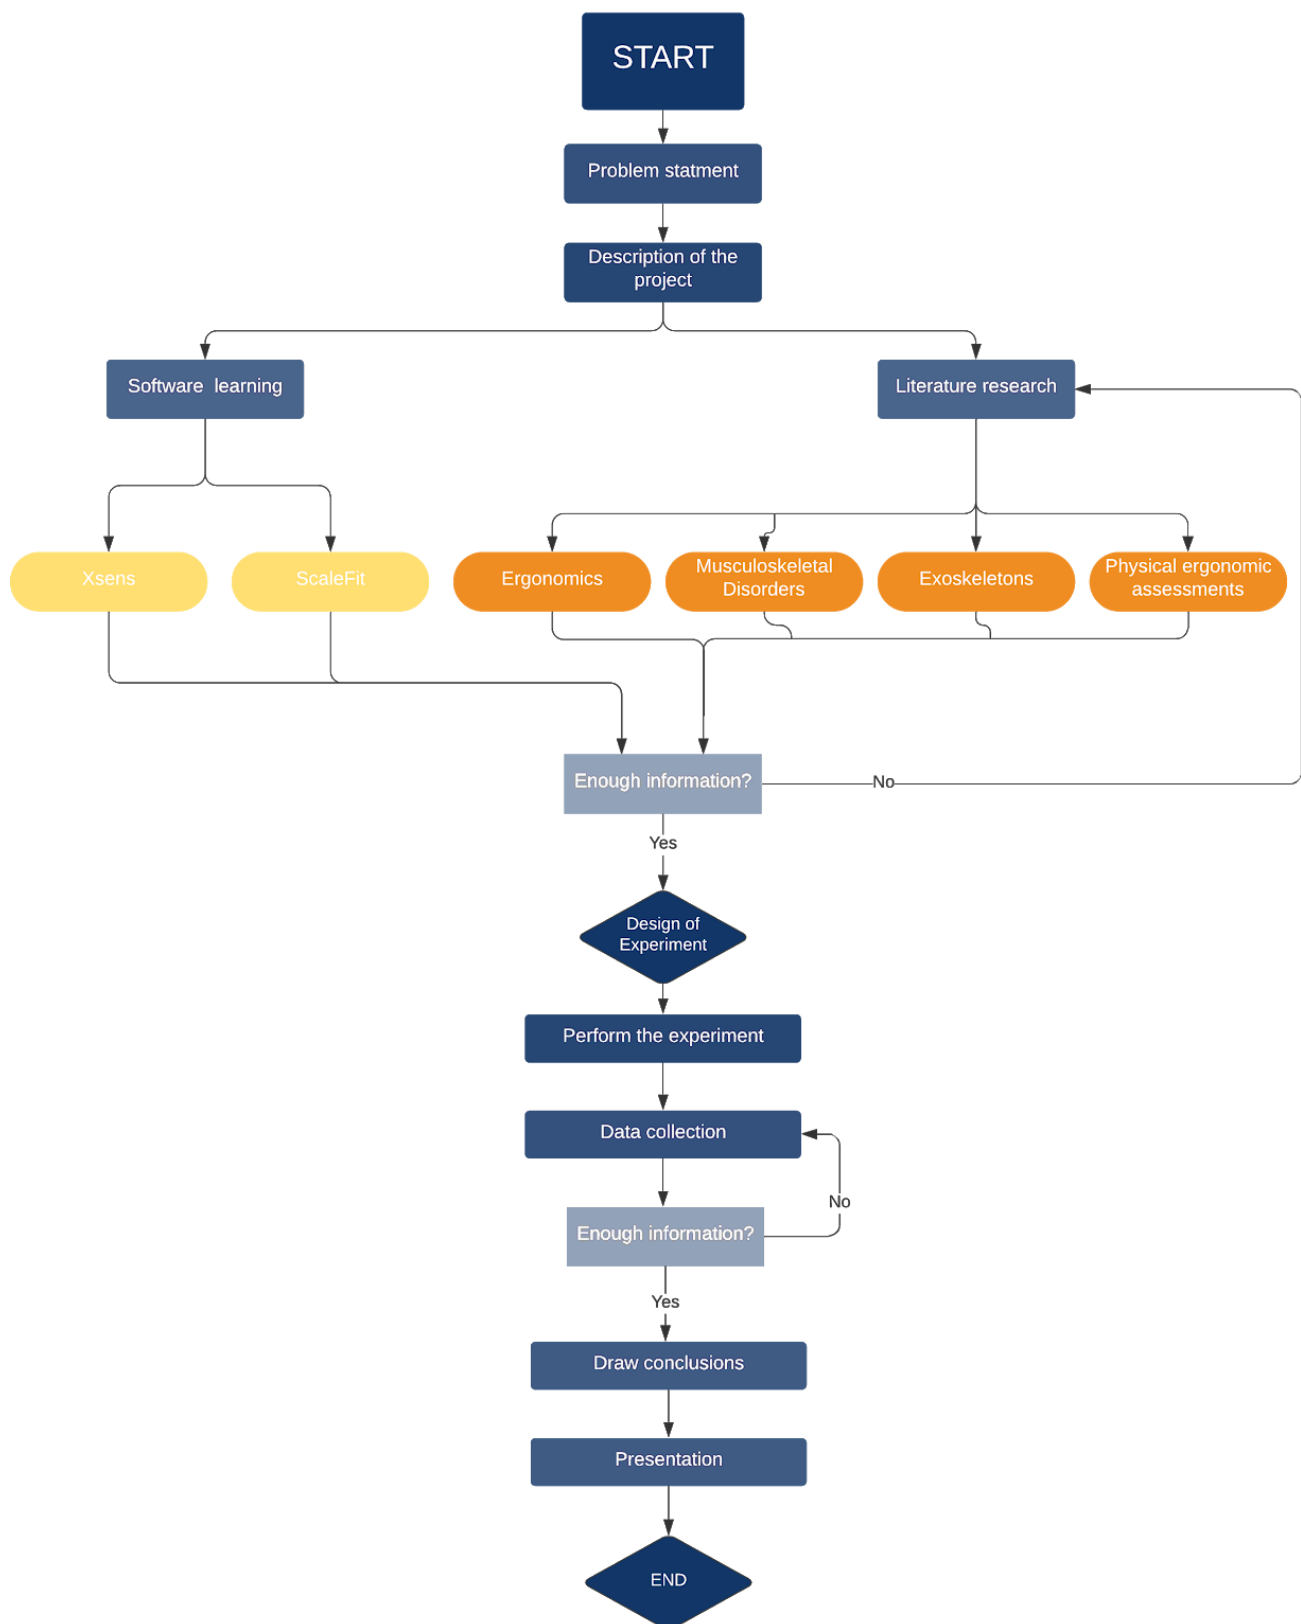 START
Problem statment
Description of the
project
Software learning
Literature research
Xsens
ScaleFit
Ergonomics
Musculoskeletal
Disorders
Exoskeletons
Physical ergonomic
assessments
Enough information?
No
Yes
Design of
Experiment
Perform the experiment
Data collection
No
Enough information?
Yes
Draw conclusions
Presentation
END